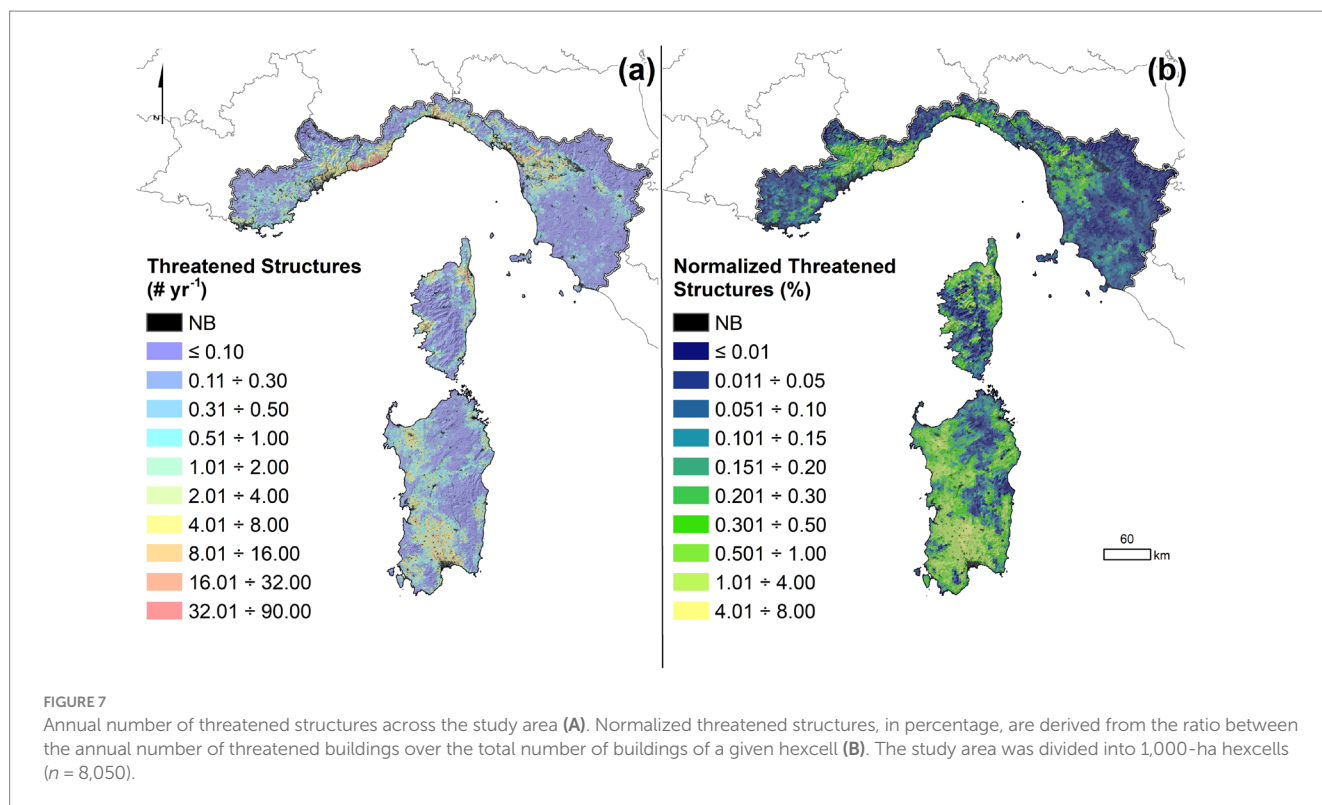 (a)
(b)
N
Threatened Structures
(# yr⁻¹)
NB
≤ 0.10
0.11 ÷ 0.30
0.31 ÷ 0.50
0.51 ÷ 1.00
1.01 ÷ 2.00
2.01 ÷ 4.00
4.01 ÷ 8.00
8.01 ÷ 16.00
16.01 ÷ 32.00
32.01 ÷ 90.00
Normalized Threatened
Structures (%)
NB
≤ 0.01
0.011 ÷ 0.05
0.051 ÷ 0.10
0.101 ÷ 0.15
0.151 ÷ 0.20
0.201 ÷ 0.30
0.301 ÷ 0.50
0.501 ÷ 1.00
1.01 ÷ 4.00
4.01 ÷ 8.00
60
km
FIGURE 7
Annual number of threatened structures across the study area (A). Normalized threatened structures, in percentage, are derived from the ratio between
the annual number of threatened buildings over the total number of buildings of a given hexcell (B). The study area was divided into 1,000-ha hexcells
(n = 8,050).